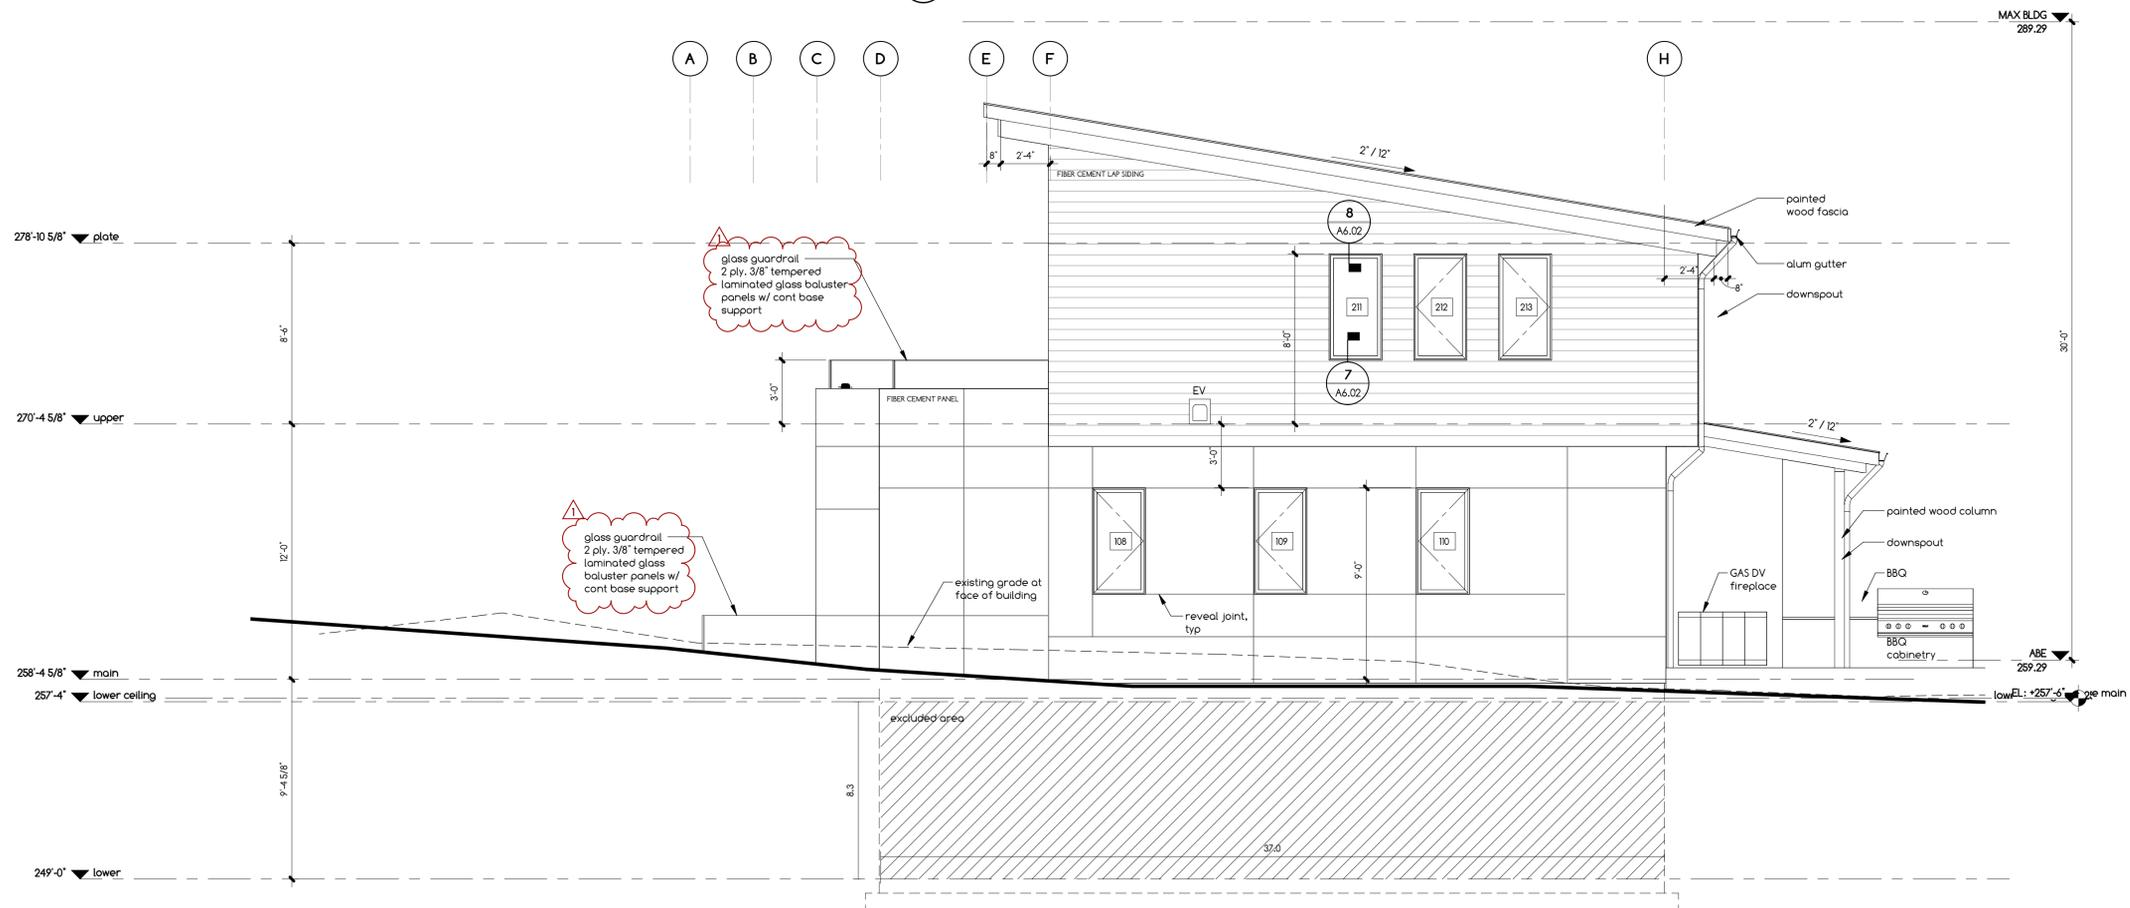 MAX BLDG
289.29
A
B
C
D
E
F
H
8"
2'-4"
2" / 12"
FIBER CEMENT LAP SIDING
painted
wood fascia
8
A6.02
278'-10 5/8"
plate
1
glass guardrail
2 ply. 3/8" tempered
laminated glass baluster
panels w/ cont base
support
alum gutter
2'-4"
8"
downspout
211
212
213
8'-6"
8'-0"
30'-0"
7
A6.02
3'-0"
EV
FIBER CEMENT PANEL
270'-4 5/8"
upper
2" / 12"
3'-0"
1
glass guardrail
2 ply. 3/8" tempered
laminated glass
baluster panels w/
cont base support
painted wood column
108
109
110
downspout
12'-0"
9'-0"
existing grade at
face of building
GAS DV
fireplace
BBQ
reveal joint,
typ
BBQ
cabinetry
ABE
259.29
258'-4 5/8"
main
257'-4"
lower ceiling
EL: +257'-6"
main
excluded area
9'-4 5/8"
8.3
37.0
249'-0"
lower